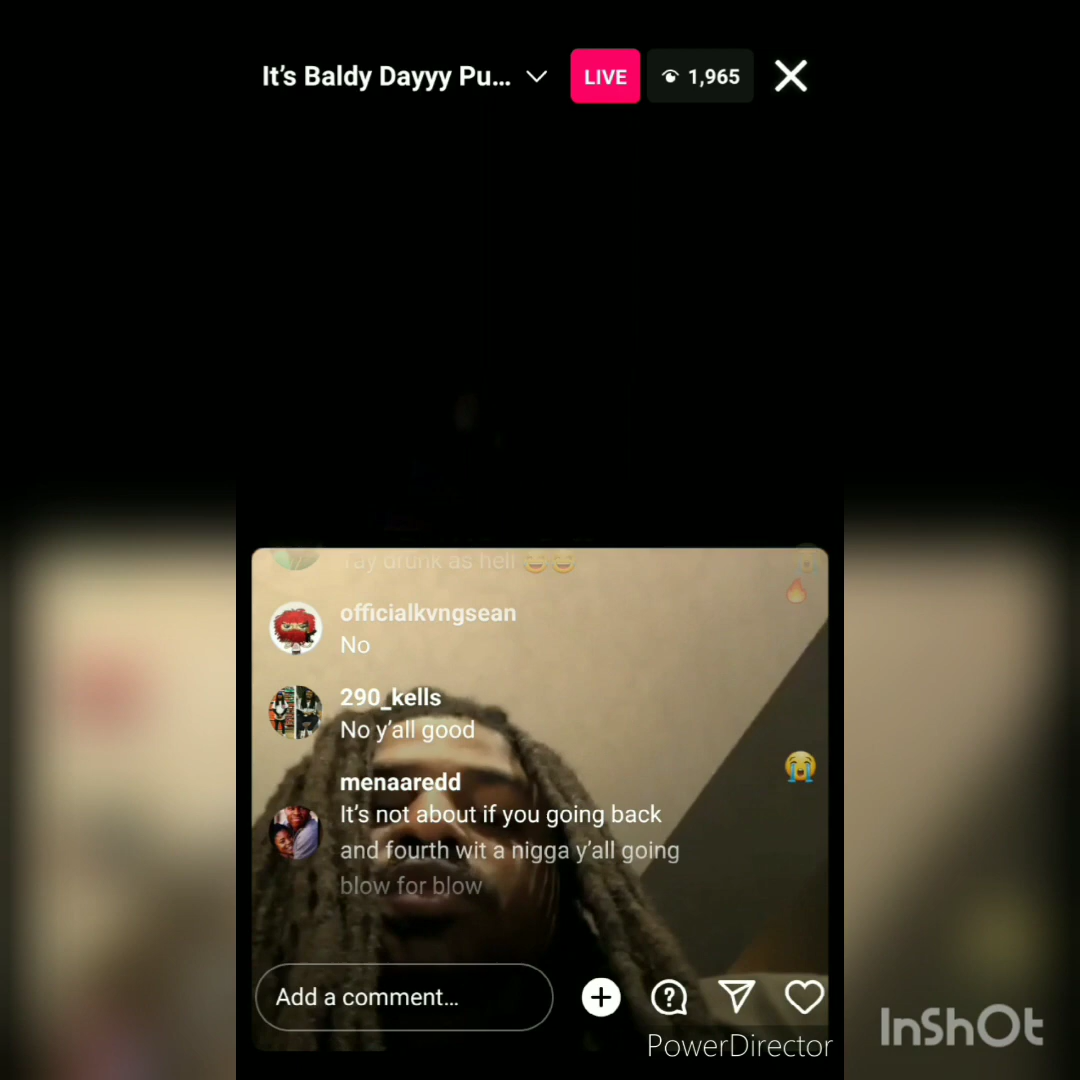 It’s Baldy Dayyy Pu...
LIVE
1,965
Tay drunk as hell 😆😆
officialkvngsean
No
290_kells
No y’all good
menaaredd
It’s not about if you going back
and fourth wit a nigga y’all going
blow for blow
Add a comment...
PowerDirector
InShOt